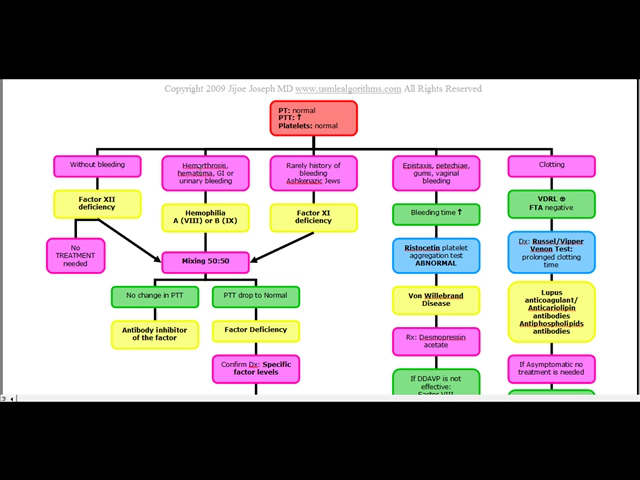 Copyright 2009 Jijoe Joseph MD www.usmlealgorithms.com All Rights Reserved
PT: normal
PTT: ↑
Platelets: normal
Without bleeding
Hemarthrosis,
hematoma, GI or
urinary bleeding
Rarely history of
bleeding
Ashkenazic Jews
Epistaxis, petechiae,
gums, vaginal
bleeding
Clotting
Factor XII
deficiency
Hemophilia
A (VIII) or B (IX)
Factor XI
deficiency
Bleeding time ↑
VDRL ⊕
FTA negative
No
TREATMENT
needed
Mixing 50:50
Ristocetin platelet
aggregation test
ABNORMAL
Dx: Russel/Vipper
Venon Test:
prolonged clotting
time
No change in PTT
PTT drop to Normal
Von Willebrand
Disease
Lupus
anticoagulant/
Anticariolipin
antibodies
Antiphospholipids
antibodies
Antibody inhibitor
of the factor
Factor Deficiency
Rx: Desmopressin
acetate
Confirm Dx: Specific
factor levels
If Asymptomatic no
treatment is needed
If DDAVP is not
effective:
Factor VIII